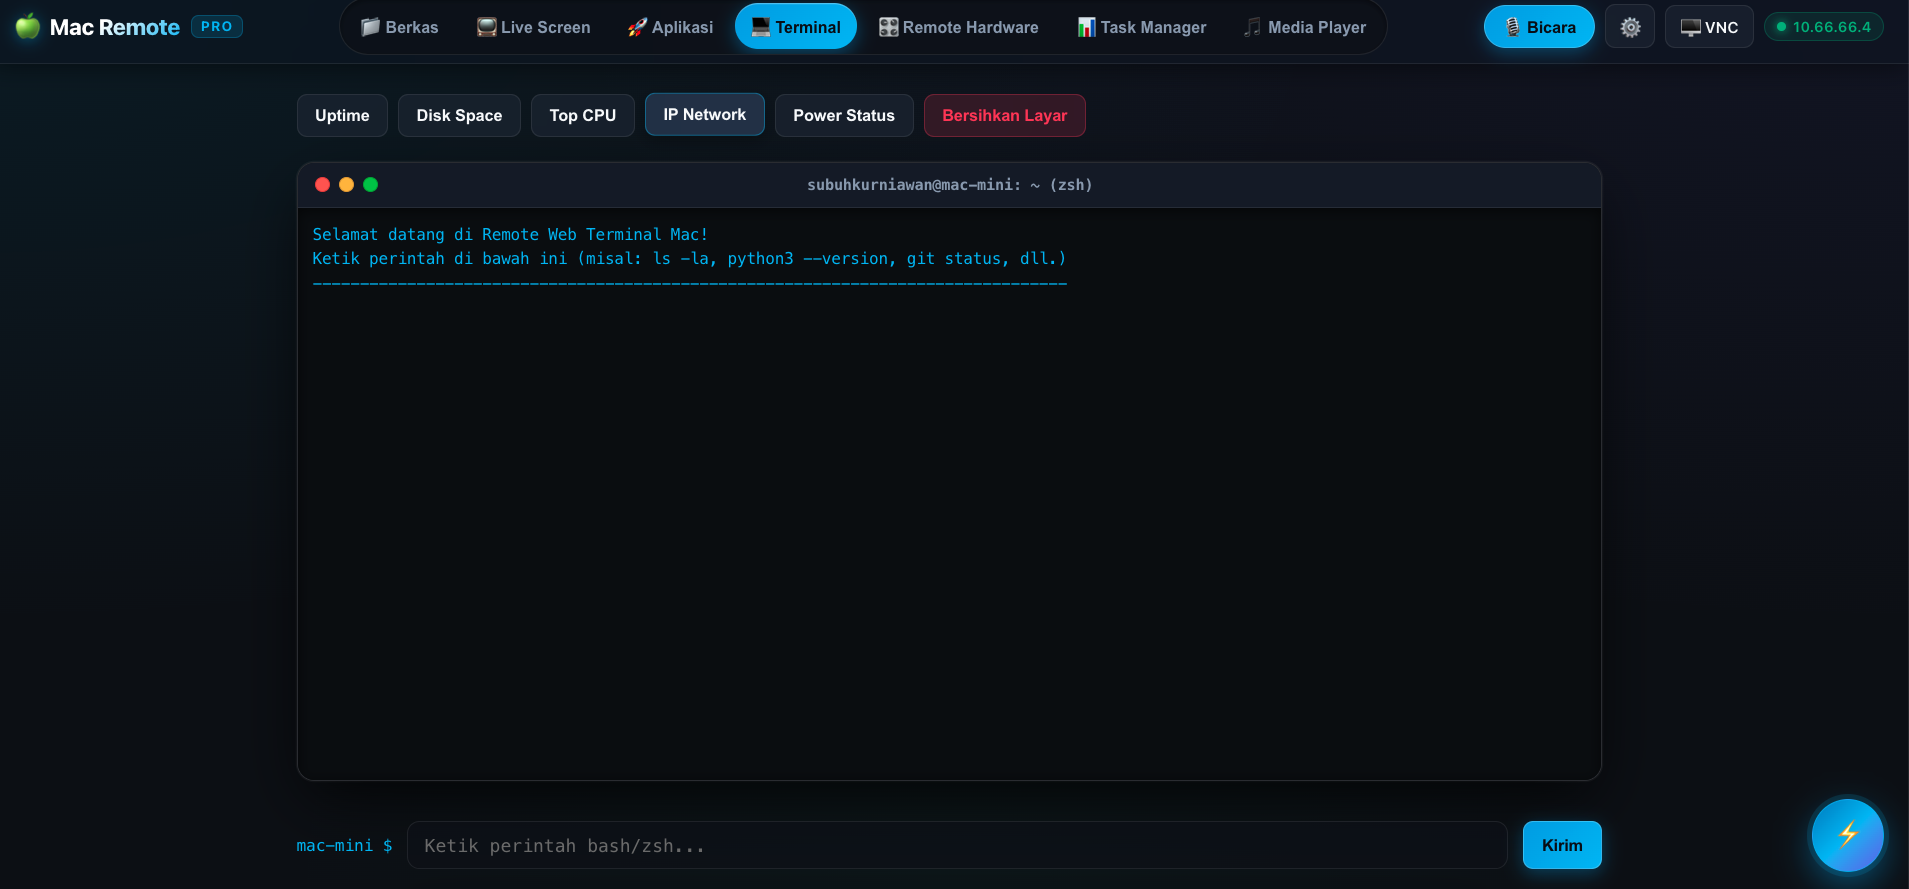 Mac Remote PRO
Berkas Live Screen Aplikasi Terminal Remote Hardware Task Manager Media Player
Bicara VNC 10.66.66.4
Uptime Disk Space Top CPU IP Network Power Status Bersihkan Layar
subuhkurniawan@mac-mini: ~ (zsh)
Selamat datang di Remote Web Terminal Mac!
Ketik perintah di bawah ini (misal: ls -la, python3 --version, git status, dll.)
--------------------------------------------------------------------------------
mac-mini $ Ketik perintah bash/zsh... Kirim